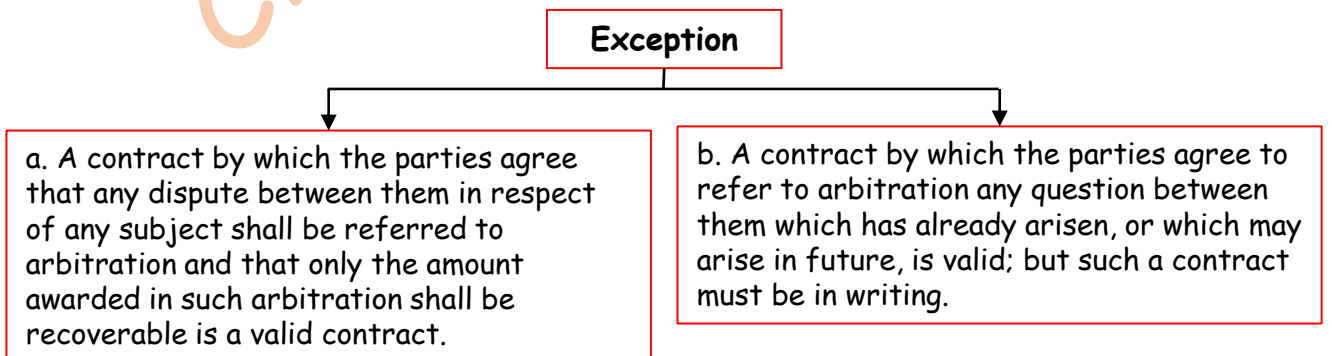 Exception
a. A contract by which the parties agree
that any dispute between them in respect
of any subject shall be referred to
arbitration and that only the amount
awarded in such arbitration shall be
recoverable is a valid contract.
b. A contract by which the parties agree to
refer to arbitration any question between
them which has already arisen, or which may
arise in future, is valid; but such a contract
must be in writing.